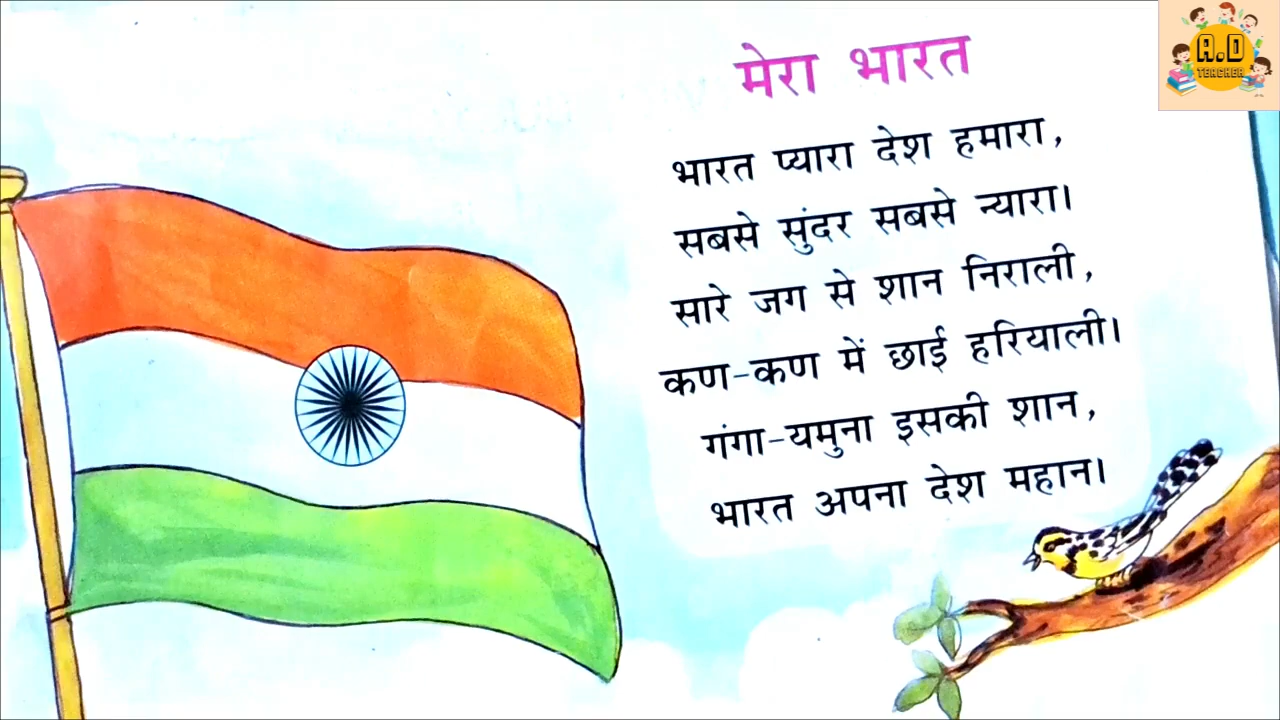 मेरा भारत
A.D
TEACHER
भारत प्यारा देश हमारा,
सबसे सुंदर सबसे न्यारा।
सारे जग से शान निराली,
कण-कण में छाई हरियाली।
गंगा-यमुना इसकी शान,
भारत अपना देश महान।